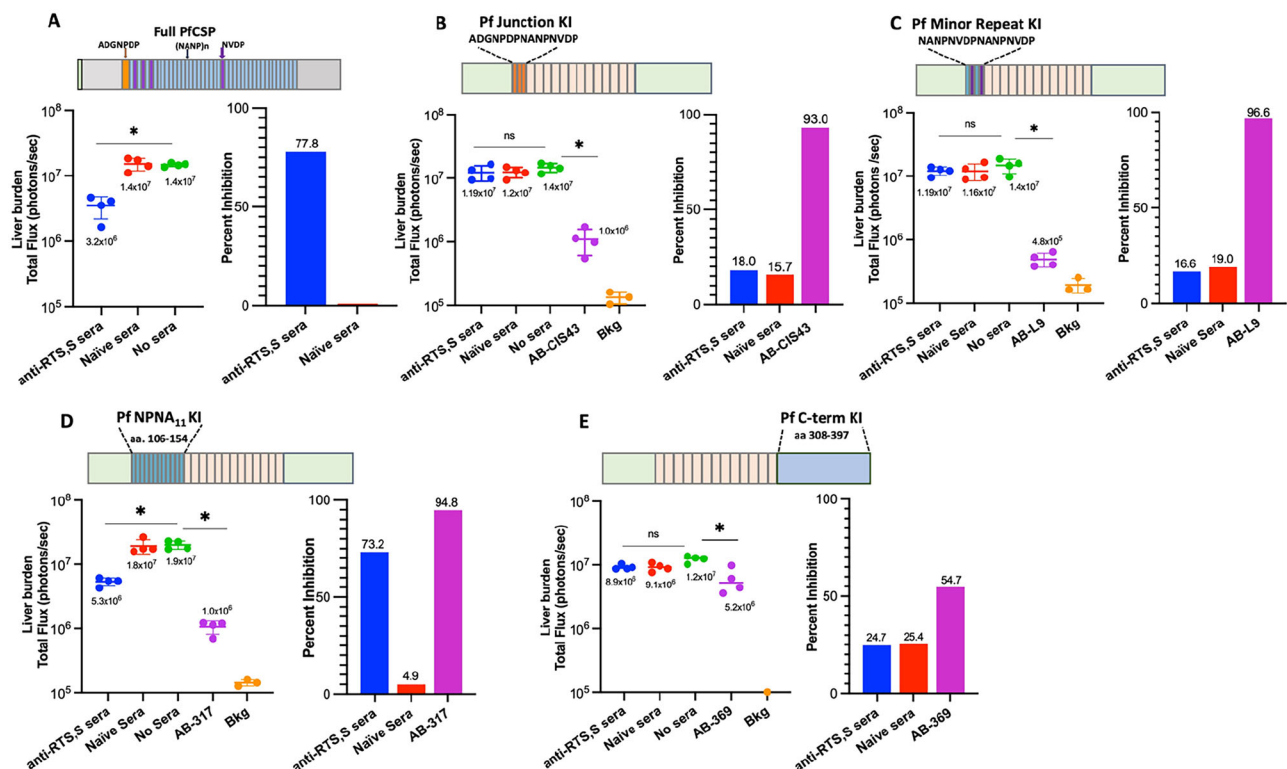 A
Full PfCSP
ADGNPDP (NANP)n NVDP
Liver burden
Total Flux (photons/sec)
10⁸
10⁷
10⁶
10⁵
*
3.2x10⁶
1.4x10⁷
1.4x10⁷
anti-RTS,S sera
Naïve sera
No sera
Percent Inhibition
100
50
0
77.8
anti-RTS,S sera
Naïve sera
B
Pf Junction KI
ADGNPDPNANPNVDP
Liver burden
Total Flux (photons/sec)
10⁸
10⁷
10⁶
10⁵
ns
*
1.19x10⁷
1.2x10⁷
1.4x10⁷
1.0x10⁶
anti-RTS,S sera
Naïve sera
No sera
AB-CIS43
Bkg
Percent Inhibition
100
50
0
18.0
15.7
93.0
anti-RTS,S sera
Naïve sera
AB-CIS43
C
Pf Minor Repeat KI
NANPNVDPNANPNVDP
Liver burden
Total Flux (photons/sec)
10⁸
10⁷
10⁶
10⁵
ns
*
1.19x10⁷
1.16x10⁷
1.4x10⁷
4.8x10⁵
anti-RTS,S sera
Naïve Sera
No sera
AB-L9
Bkg
Percent Inhibition
100
50
0
16.6
19.0
96.6
anti-RTS,S sera
Naïve Sera
AB-L9
D
Pf NPNA₁₁ KI
aa. 106-154
Liver burden
Total Flux (photons/sec)
10⁸
10⁷
10⁶
10⁵
*
*
5.3x10⁶
1.8x10⁷
1.9x10⁷
1.0x10⁶
anti-RTS,S sera
Naïve Sera
No Sera
AB-317
Bkg
Percent Inhibition
100
50
0
73.2
4.9
94.8
anti-RTS,S sera
Naïve Sera
AB-317
E
Pf C-term KI
aa 308-397
Liver burden
Total Flux (photons/sec)
10⁸
10⁷
10⁶
10⁵
ns
*
8.9x10⁶
9.1x10⁶
1.2x10⁷
5.2x10⁶
anti-RTS,S sera
Naïve sera
No sera
AB-369
Bkg
Percent Inhibition
100
50
0
24.7
25.4
54.7
anti-RTS,S sera
Naïve sera
AB-369